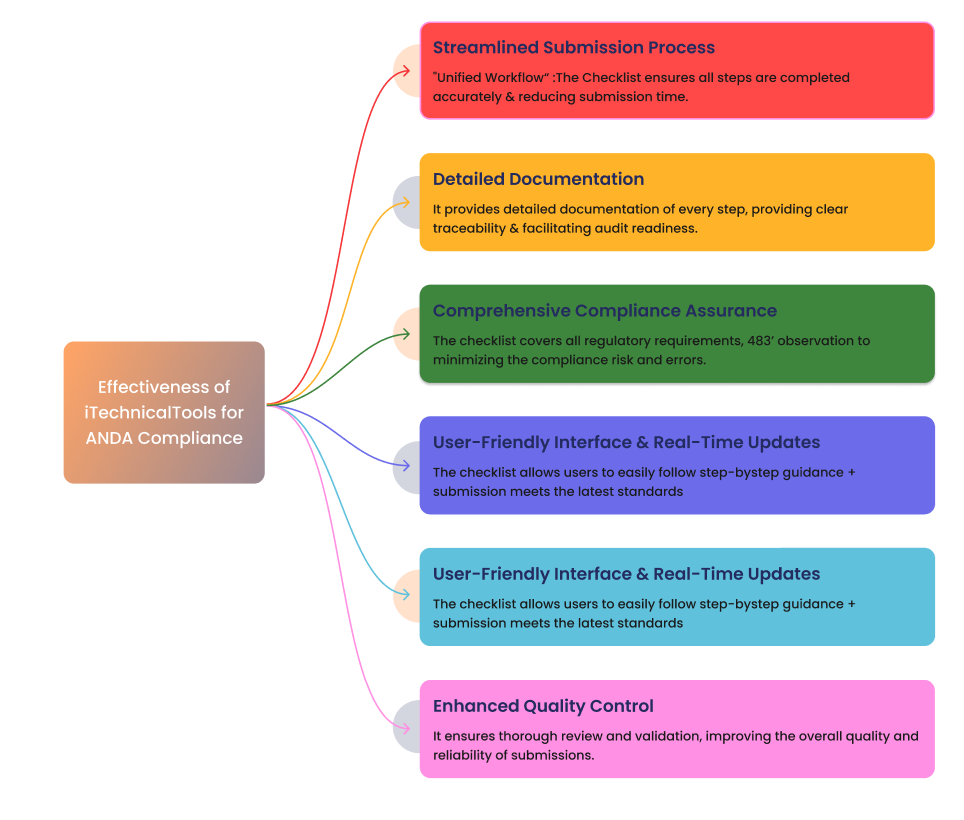 Streamlined Submission Process
"Unified Workflow“ :The Checklist ensures all steps are completed
accurately & reducing submission time.
Detailed Documentation
It provides detailed documentation of every step, providing clear
traceability & facilitating audit readiness.
Comprehensive Compliance Assurance
The checklist covers all regulatory requirements, 483’ observation to
minimizing the compliance risk and errors.
Effectiveness of
iTechnicalTools for
ANDA Compliance
User-Friendly Interface & Real-Time Updates
The checklist allows users to easily follow step-bystep guidance +
submission meets the latest standards
User-Friendly Interface & Real-Time Updates
The checklist allows users to easily follow step-bystep guidance +
submission meets the latest standards
Enhanced Quality Control
It ensures thorough review and validation, improving the overall quality and
reliability of submissions.